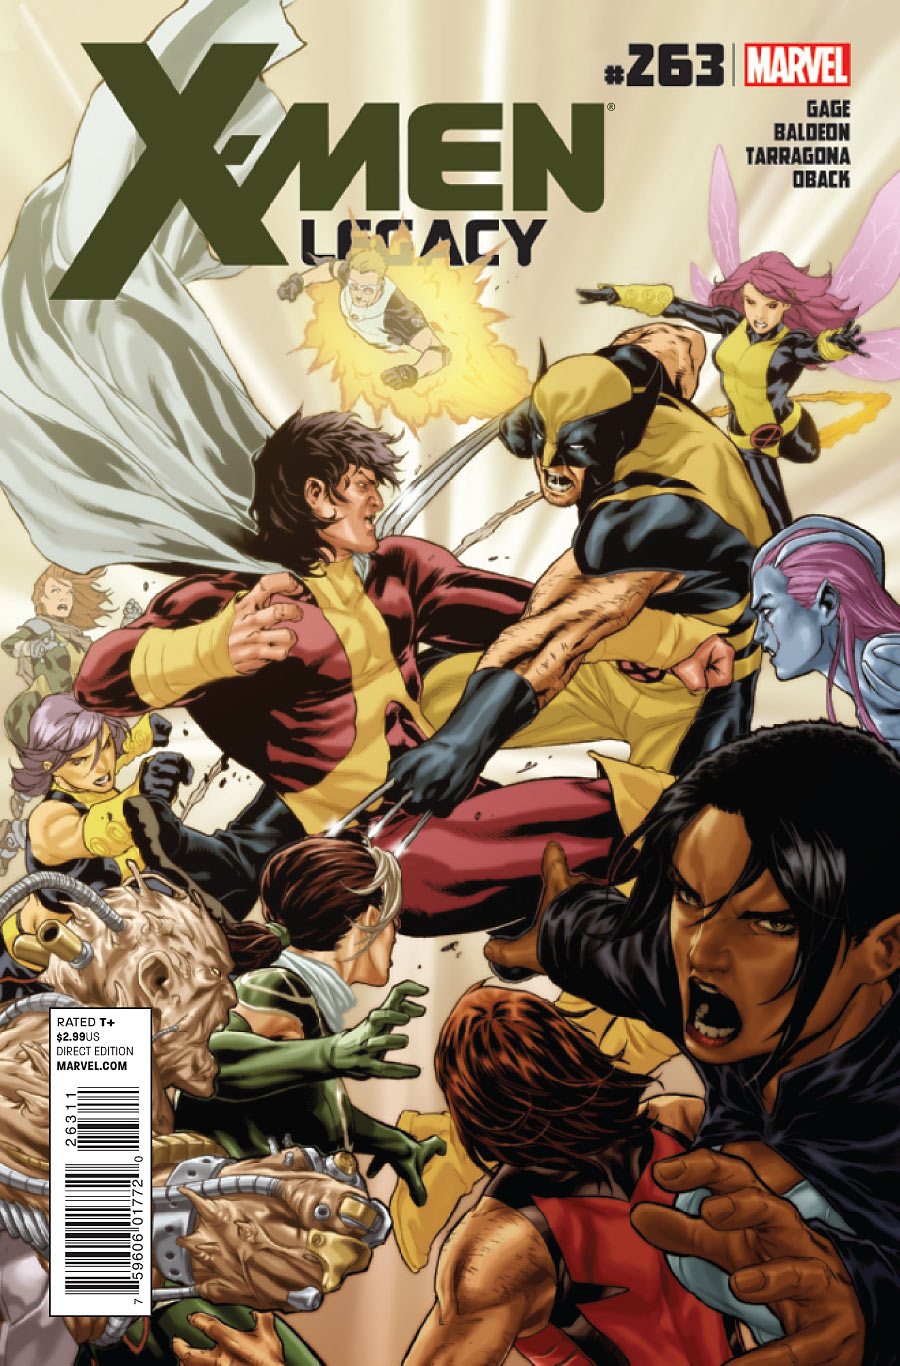 X-MEN®
LEGACY
#263 | MARVEL
GAGE
BALDEON
TARRAGONA
OBACK
RATED T+
$2.99US
DIRECT EDITION
MARVEL.COM
26311
7 59606 01772 0